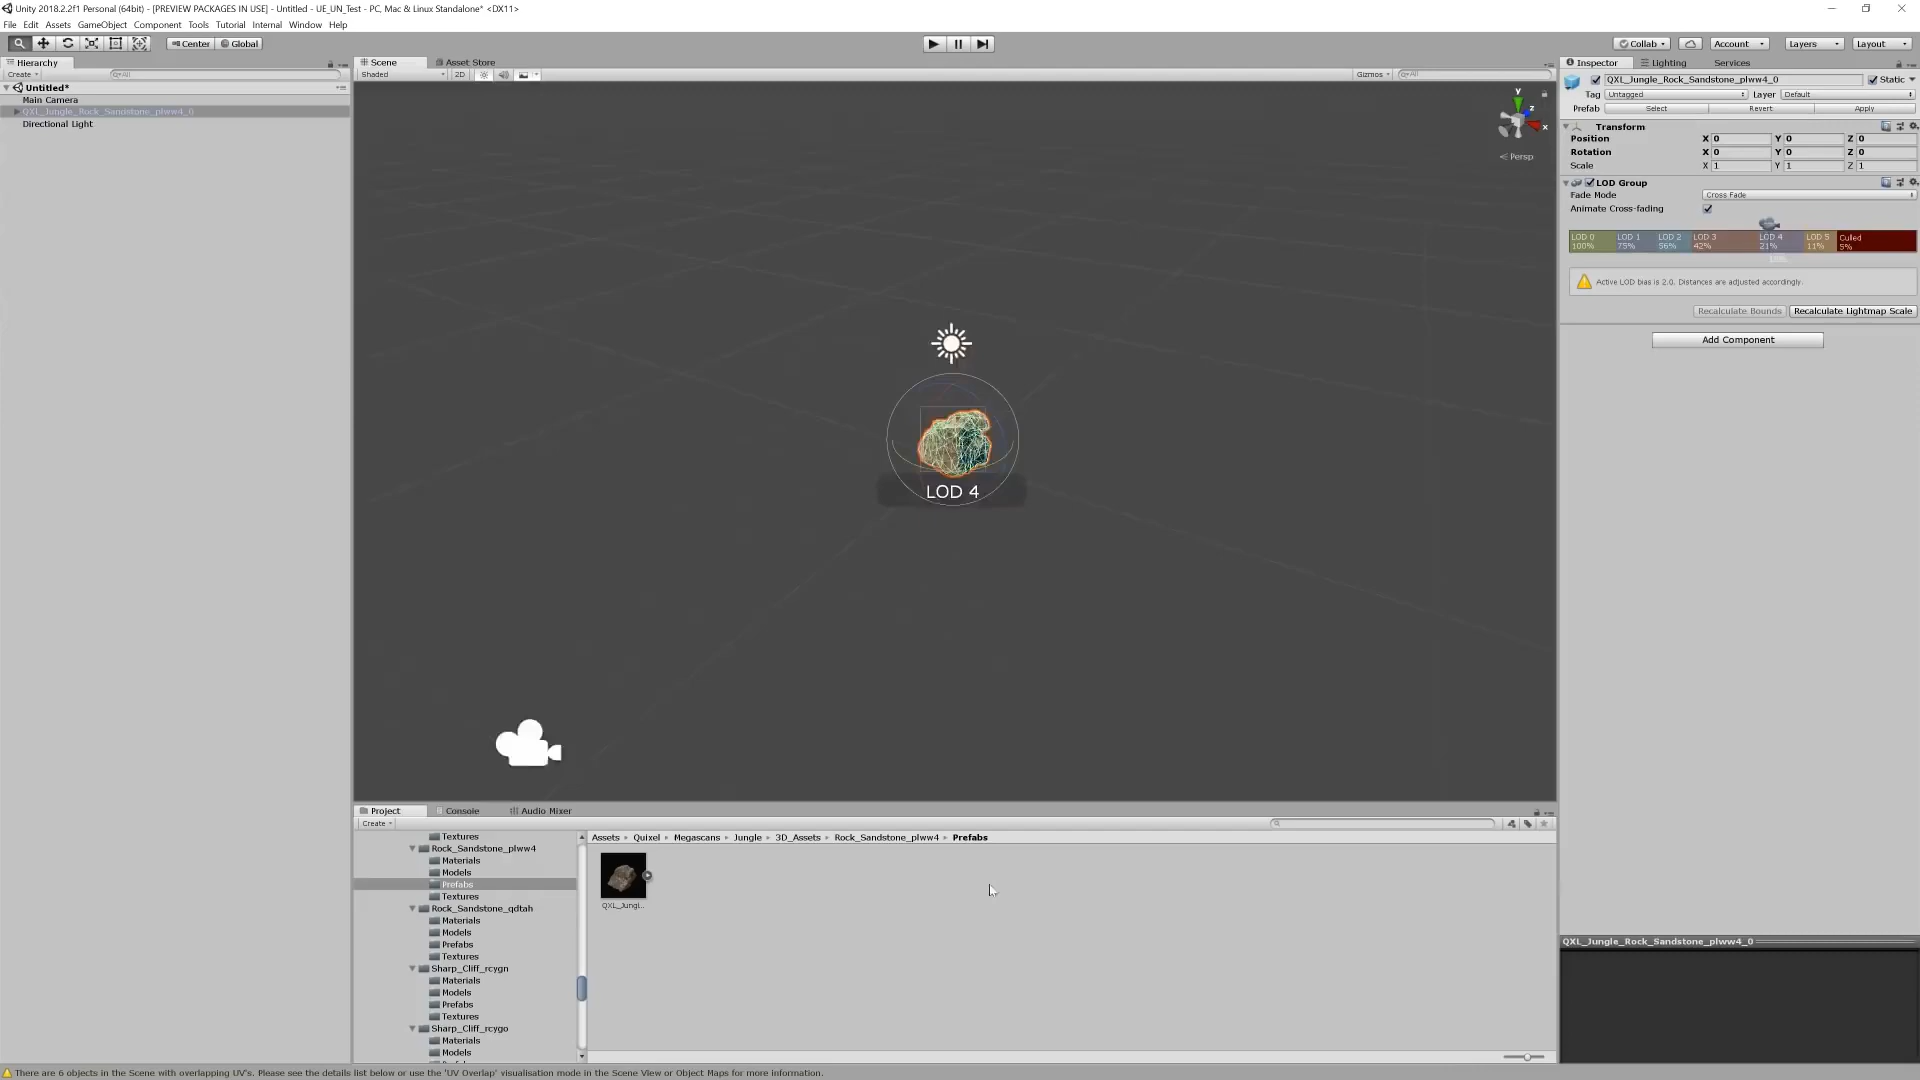 Unity 2018.2.2f1 Personal (64bit) - [PREVIEW PACKAGES IN USE] - Untitled - UE_UN_Test - PC, Mac & Linux Standalone* <DX11>
File Edit Assets GameObject Component Tools Tutorial Internal Window Help
Center Global Collab Account Layers Layout
Hierarchy
Create All
Untitled*
Main Camera
QXL_Jungle_Rock_Sandstone_plww4_0
Directional Light
Scene Asset Store
Shaded 2D Gizmos All
y
z
x
Persp
LOD 4
Inspector Lighting Services
QXL_Jungle_Rock_Sandstone_plww4_0 Static
Tag Untagged Layer Default
Prefab Select Revert Apply
Transform
Position X 0 Y 0 Z 0
Rotation X 0 Y 0 Z 0
Scale X 1 Y 1 Z 1
LOD Group
Fade Mode Cross Fade
Animate Cross-fading
LOD 0 LOD 1 LOD 2 LOD 3 LOD 4 LOD 5 Culled
100% 75% 56% 42% 21% 11% 5%
Active LOD bias is 2.0. Distances are adjusted accordingly.
Recalculate Bounds Recalculate Lightmap Scale
Add Component
Project Console Audio Mixer
Create
Textures
Rock_Sandstone_plww4
Materials
Models
Prefabs
Textures
Rock_Sandstone_qdtah
Materials
Models
Prefabs
Textures
Sharp_Cliff_rcygn
Materials
Models
Prefabs
Textures
Sharp_Cliff_rcygo
Materials
Models
Assets Quixel Megascans Jungle 3D_Assets Rock_Sandstone_plww4 Prefabs
QXL_Jungl...
QXL_Jungle_Rock_Sandstone_plww4_0
There are 6 objects in the Scene with overlapping UV's. Please see the details list below or use the 'UV Overlap' visualisation mode in the Scene View or Object Maps for more information.